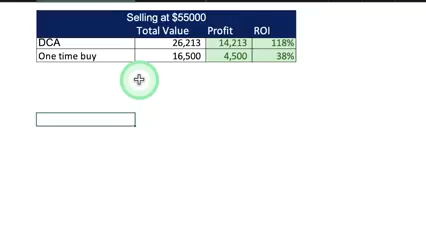 Selling at $55000
Total Value Profit ROI
DCA 26,213 14,213 118%
One time buy 16,500 4,500 38%